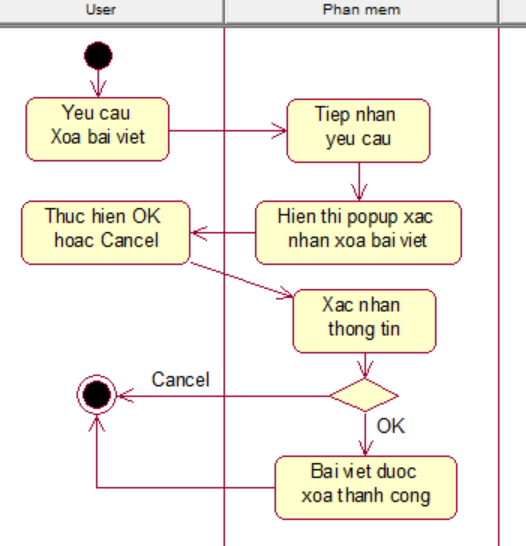 User
Phan mem
Yeu cau
Xoa bai viet
Tiep nhan
yeu cau
Thuc hien OK
hoac Cancel
Hien thi popup xac
nhan xoa bai viet
Xac nhan
thong tin
Cancel
OK
Bai viet duoc
xoa thanh cong